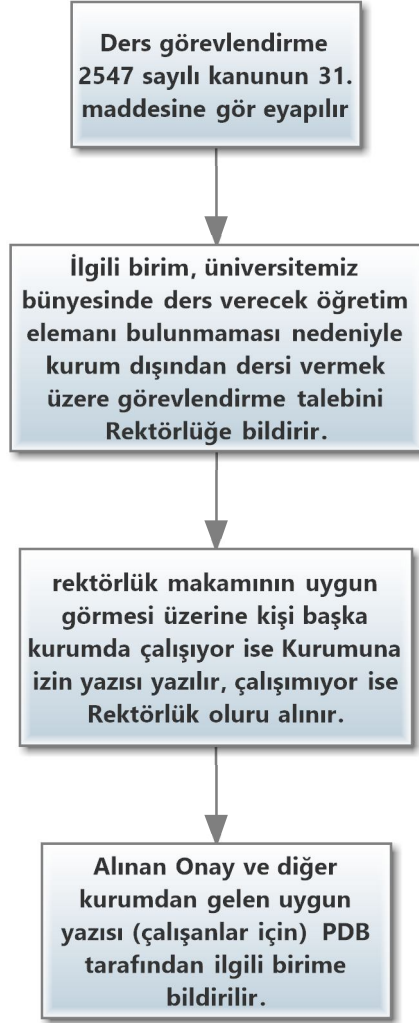 Ders görevlendirme
2547 sayılı kanunun 31.
maddesine gör eyapılır
İlgili birim, üniversitemiz
bünyesinde ders verecek öğretim
elemanı bulunmaması nedeniyle
kurum dışından dersi vermek
üzere görevlendirme talebini
Rektörlüğe bildirir.
rektörlük makamının uygun
görmesi üzerine kişi başka
kurumda çalışıyor ise Kurumuna
izin yazısı yazılır, çalışımıyor ise
Rektörlük oluru alınır.
Alınan Onay ve diğer
kurumdan gelen uygun
yazısı (çalışanlar için) PDB
tarafından ilgili birime
bildirilir.